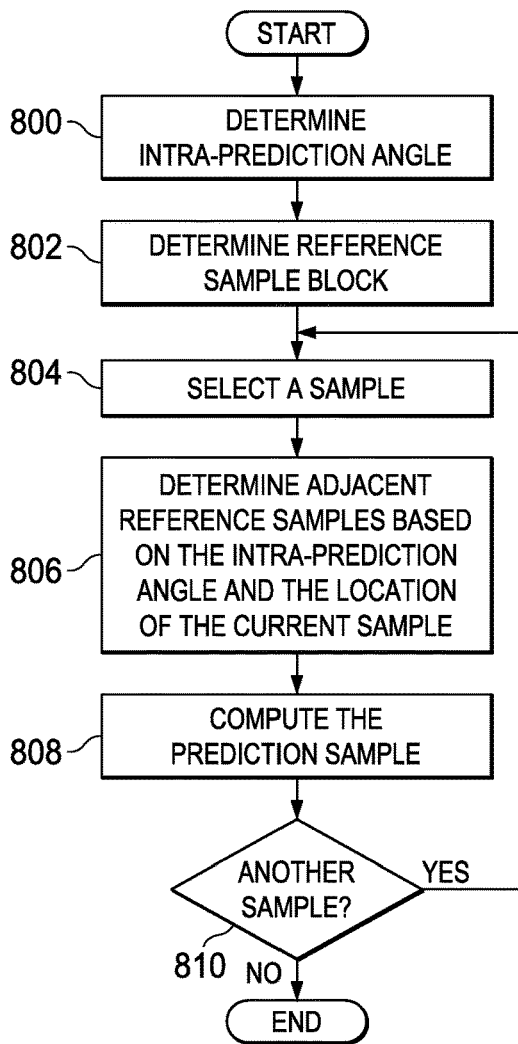 START
800
DETERMINE
INTRA-PREDICTION ANGLE
802
DETERMINE REFERENCE
SAMPLE BLOCK
804
SELECT A SAMPLE
806
DETERMINE ADJACENT
REFERENCE SAMPLES BASED
ON THE INTRA-PREDICTION
ANGLE AND THE LOCATION
OF THE CURRENT SAMPLE
808
COMPUTE THE
PREDICTION SAMPLE
ANOTHER
SAMPLE?
YES
810
NO
END